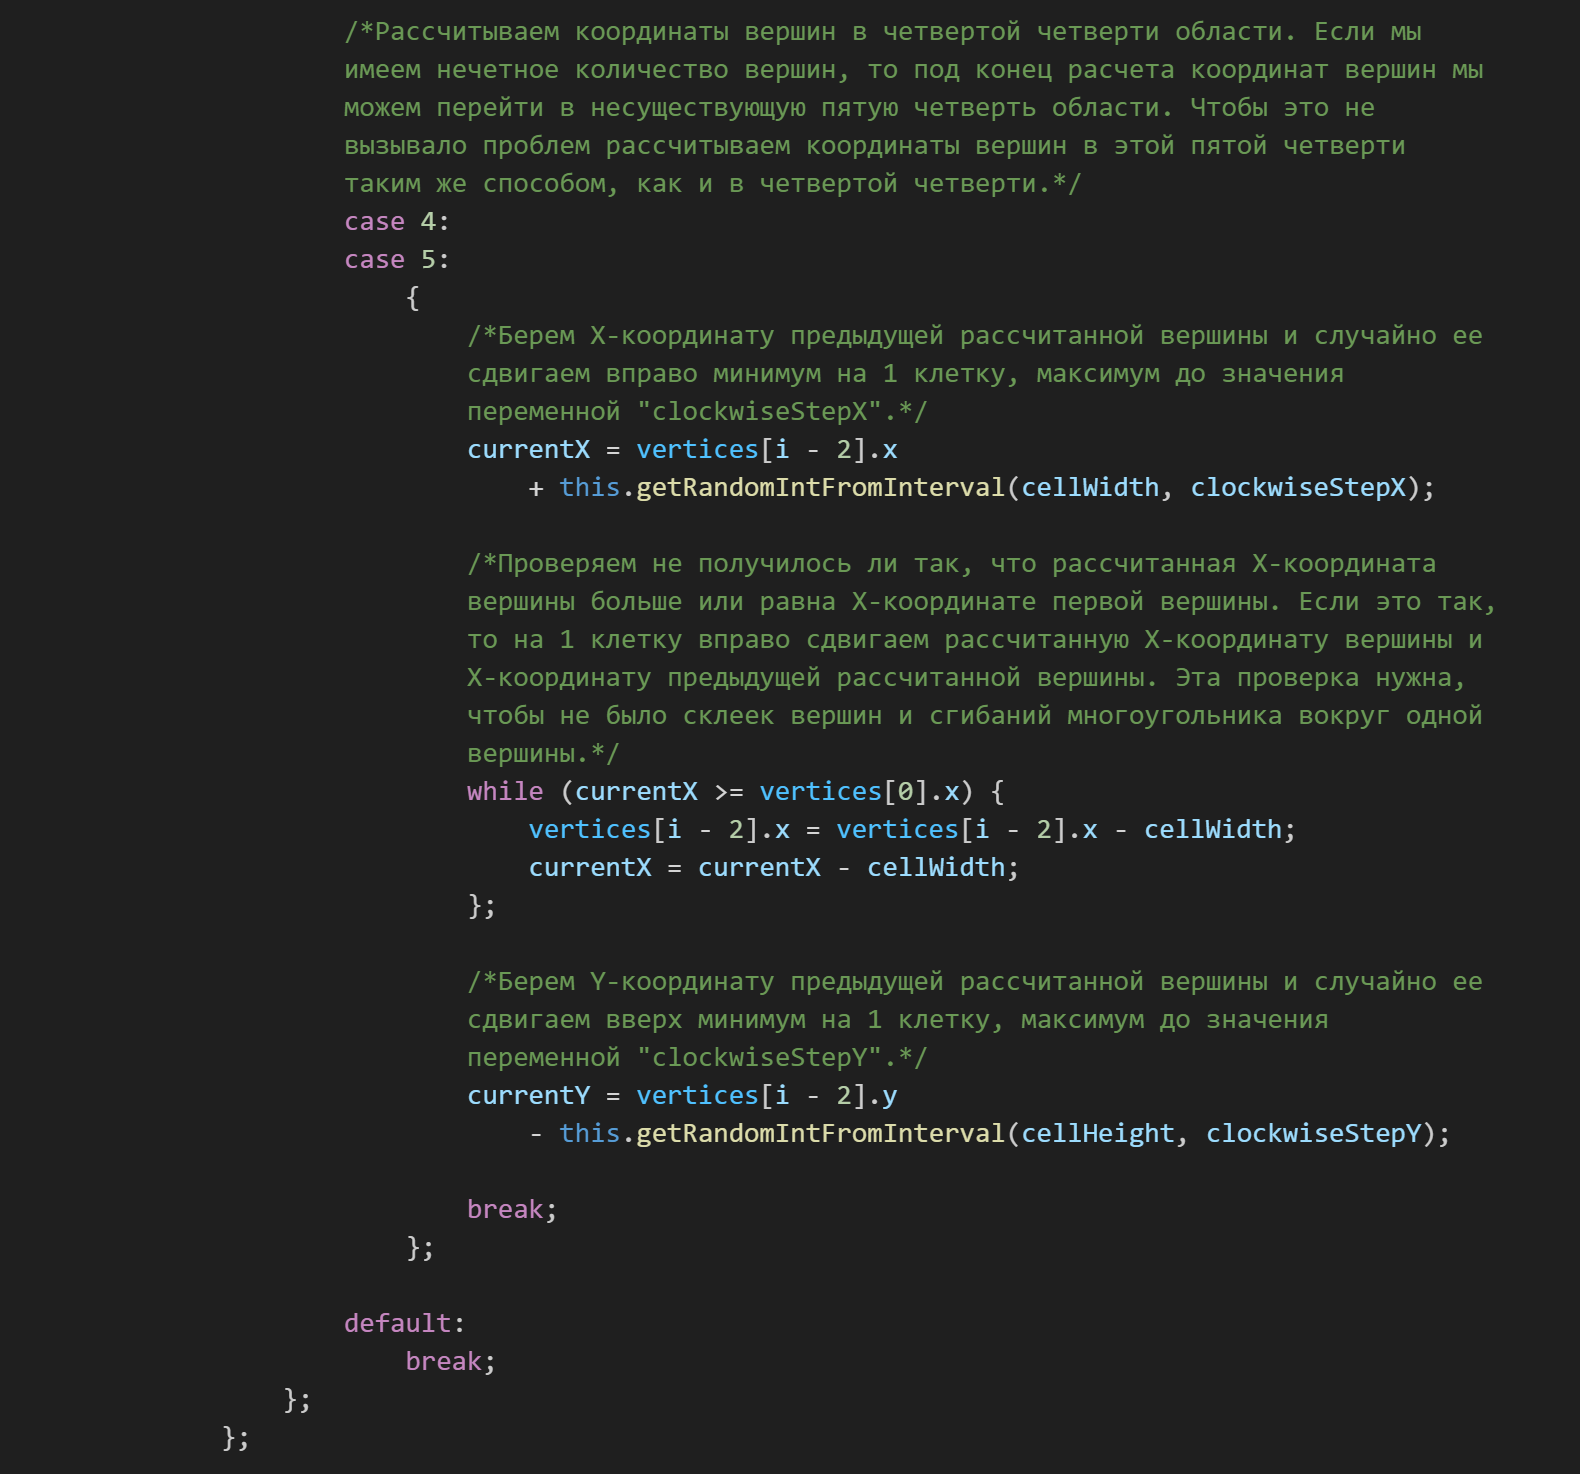 /*Рассчитываем координаты вершин в четвертой четверти области. Если мы
имеем нечетное количество вершин, то под конец расчета координат вершин мы
можем перейти в несуществующую пятую четверть области. Чтобы это не
вызывало проблем рассчитываем координаты вершин в этой пятой четверти
таким же способом, как и в четвертой четверти.*/
case 4:
case 5:
{
/*Берем X-координату предыдущей рассчитанной вершины и случайно ее
сдвигаем вправо минимум на 1 клетку, максимум до значения
переменной "clockwiseStepX".*/
currentX = vertices[i - 2].x
+ this.getRandomIntFromInterval(cellWidth, clockwiseStepX);
/*Проверяем не получилось ли так, что рассчитанная X-координата
вершины больше или равна X-координате первой вершины. Если это так,
то на 1 клетку вправо сдвигаем рассчитанную X-координату вершины и
X-координату предыдущей рассчитанной вершины. Эта проверка нужна,
чтобы не было склеек вершин и сгибаний многоугольника вокруг одной
вершины.*/
while (currentX >= vertices[0].x) {
vertices[i - 2].x = vertices[i - 2].x - cellWidth;
currentX = currentX - cellWidth;
};
/*Берем Y-координату предыдущей рассчитанной вершины и случайно ее
сдвигаем вверх минимум на 1 клетку, максимум до значения
переменной "clockwiseStepY".*/
currentY = vertices[i - 2].y
- this.getRandomIntFromInterval(cellHeight, clockwiseStepY);
break;
};
default:
break;
};
};